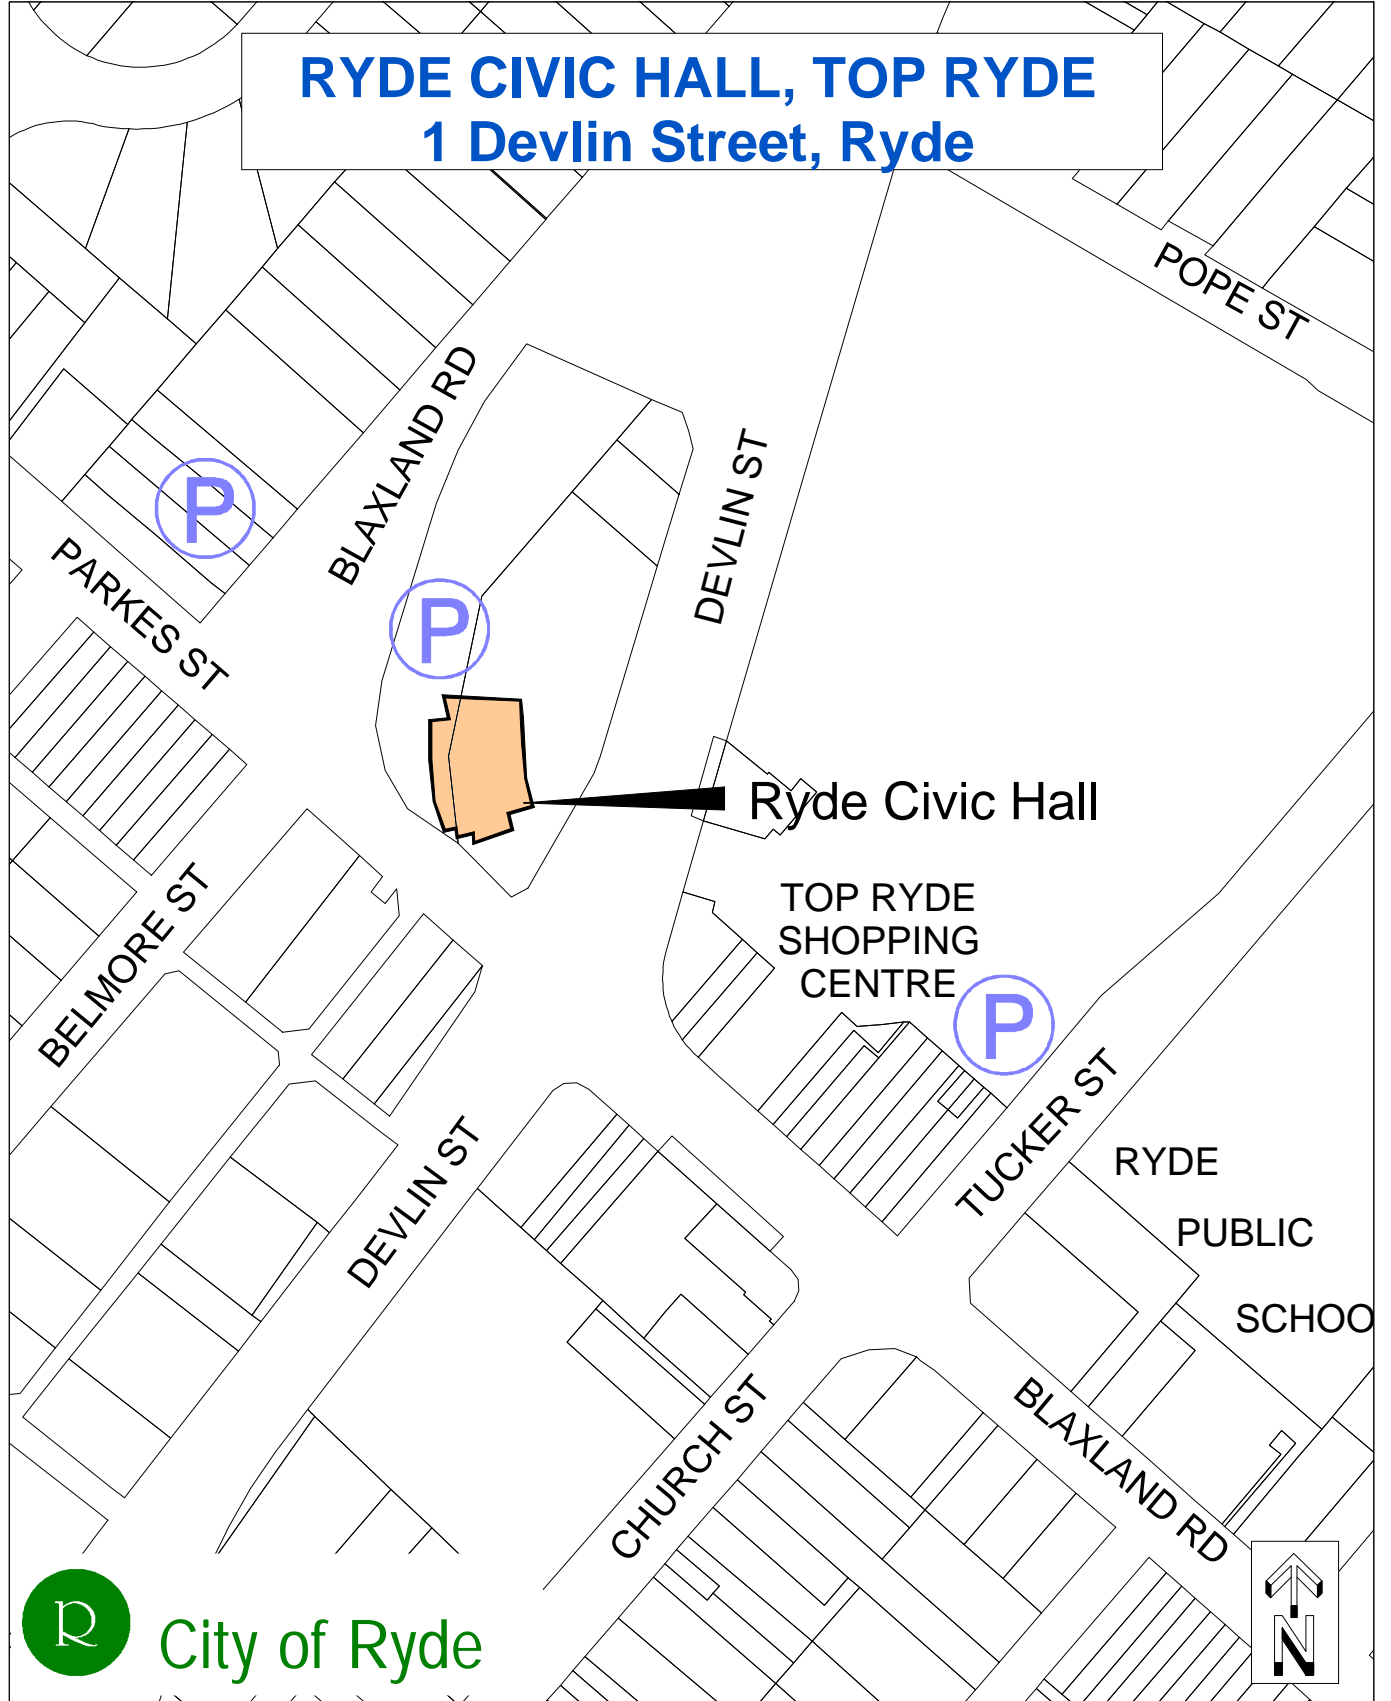 RYDE CIVIC HALL, TOP RYDE
1 Devlin Street, Ryde
POPE ST
BLAXLAND RD
DEVLIN ST
P
PARKES ST
P
Ryde Civic Hall
TOP RYDE
SHOPPING
CENTRE
BELMORE ST
P
TUCKER ST
DEVLIN ST
RYDE
PUBLIC
SCHOO
CHURCH ST
BLAXLAND RD
R
City of Ryde
N